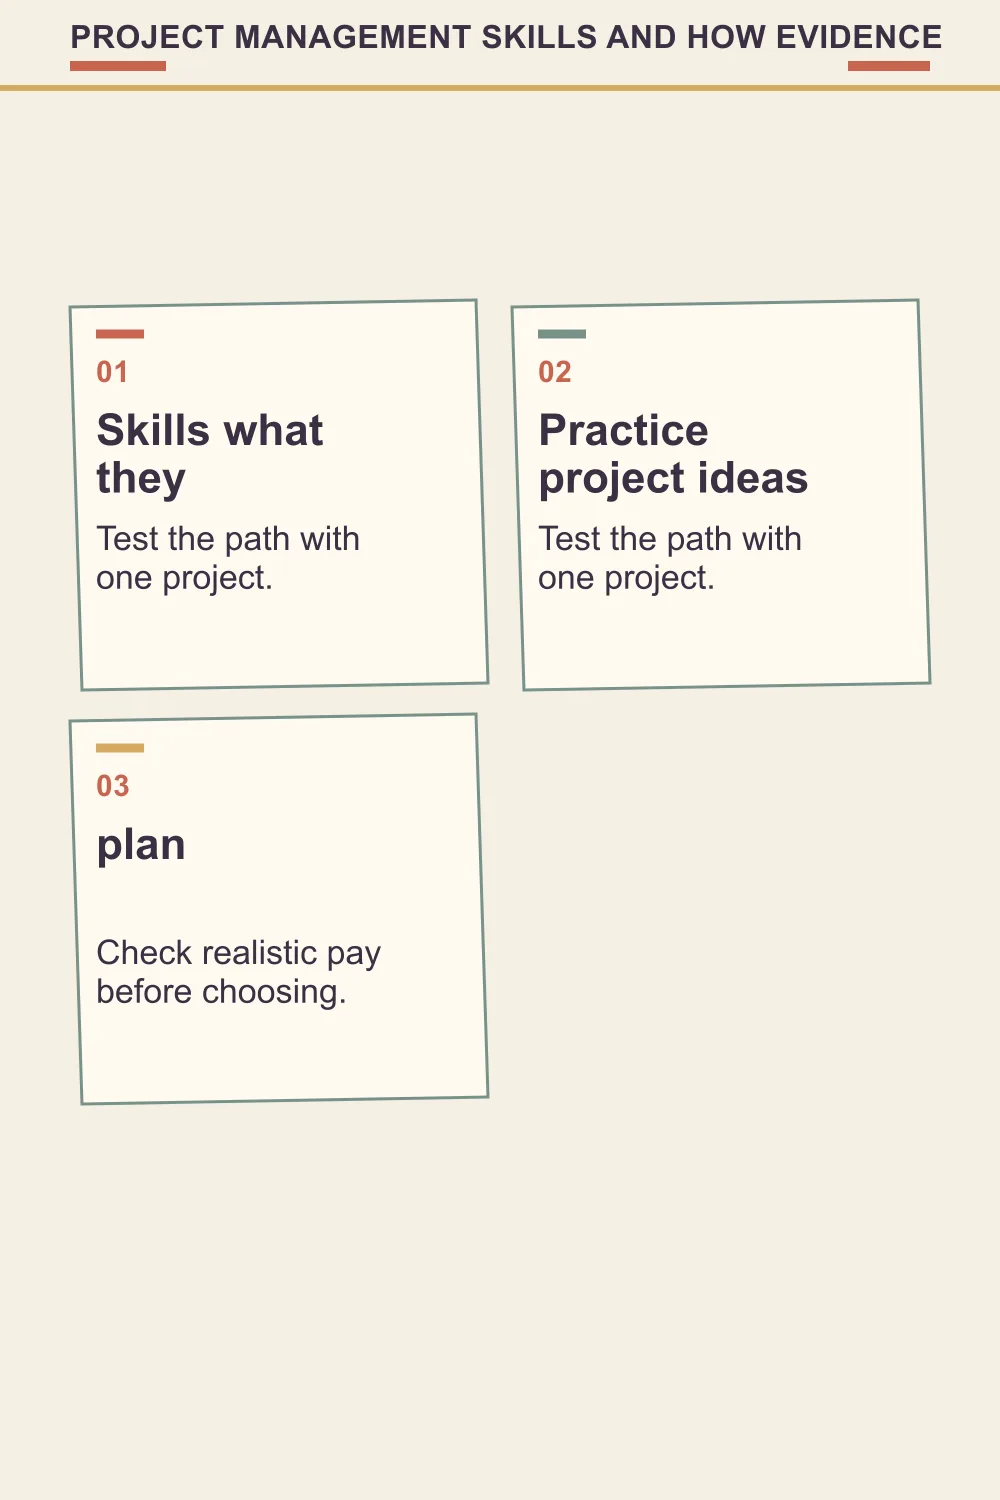 PROJECT MANAGEMENT SKILLS AND HOW EVIDENCE
01
Skills what
they
Test the path with
one project.
02
Practice
project ideas
Test the path with
one project.
03
plan
Check realistic pay
before choosing.